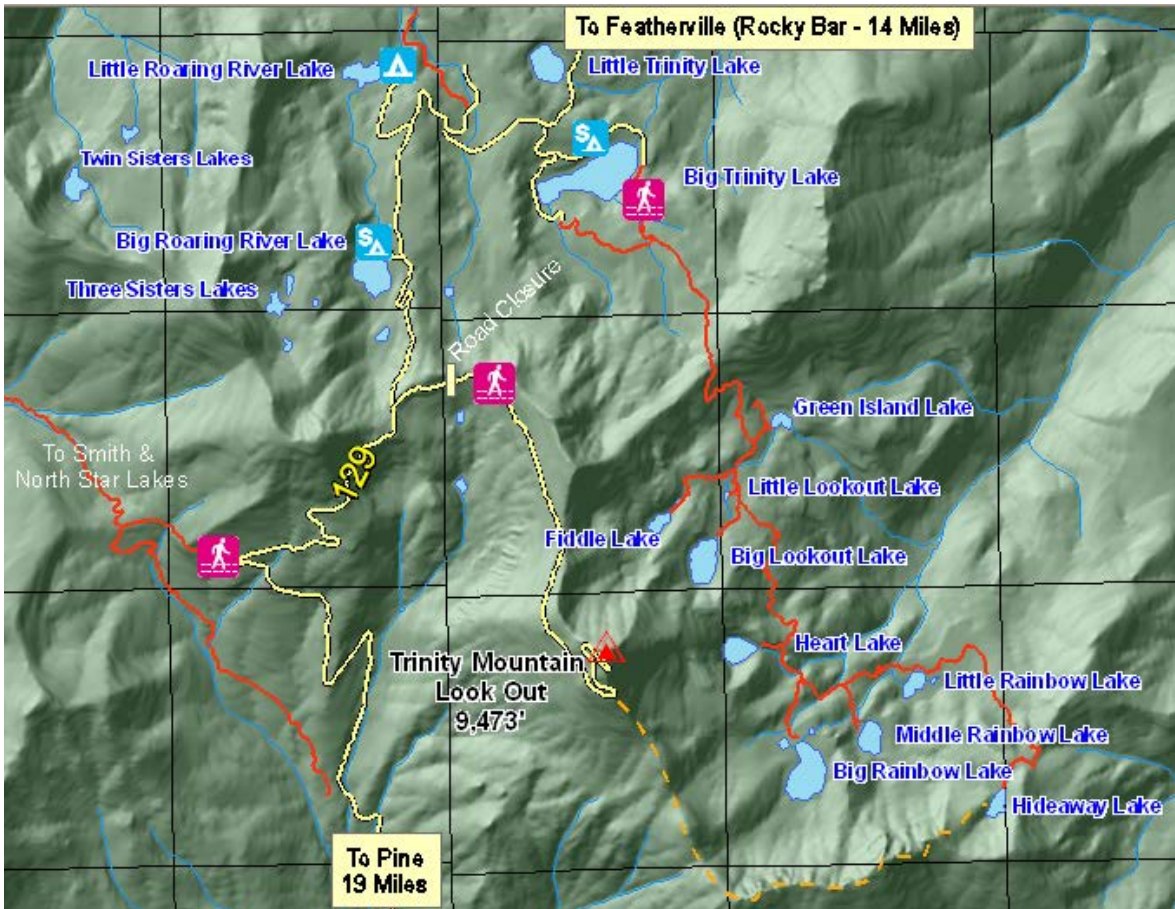 To Featherville (Rocky Bar - 14 Miles)
Little Roaring River Lake
Little Trinity Lake
S
Twin Sisters Lakes
Big Trinity Lake
Big Roaring River Lake
S
Three Sisters Lakes
Road Closure
Green Island Lake
To Smith &
North Star Lakes
129
Little Lookout Lake
Fiddle Lake
Big Lookout Lake
Heart Lake
Trinity Mountain
Look Out
9,473'
Little Rainbow Lake
Middle Rainbow Lake
Big Rainbow Lake
Hideaway Lake
To Pine
19 Miles